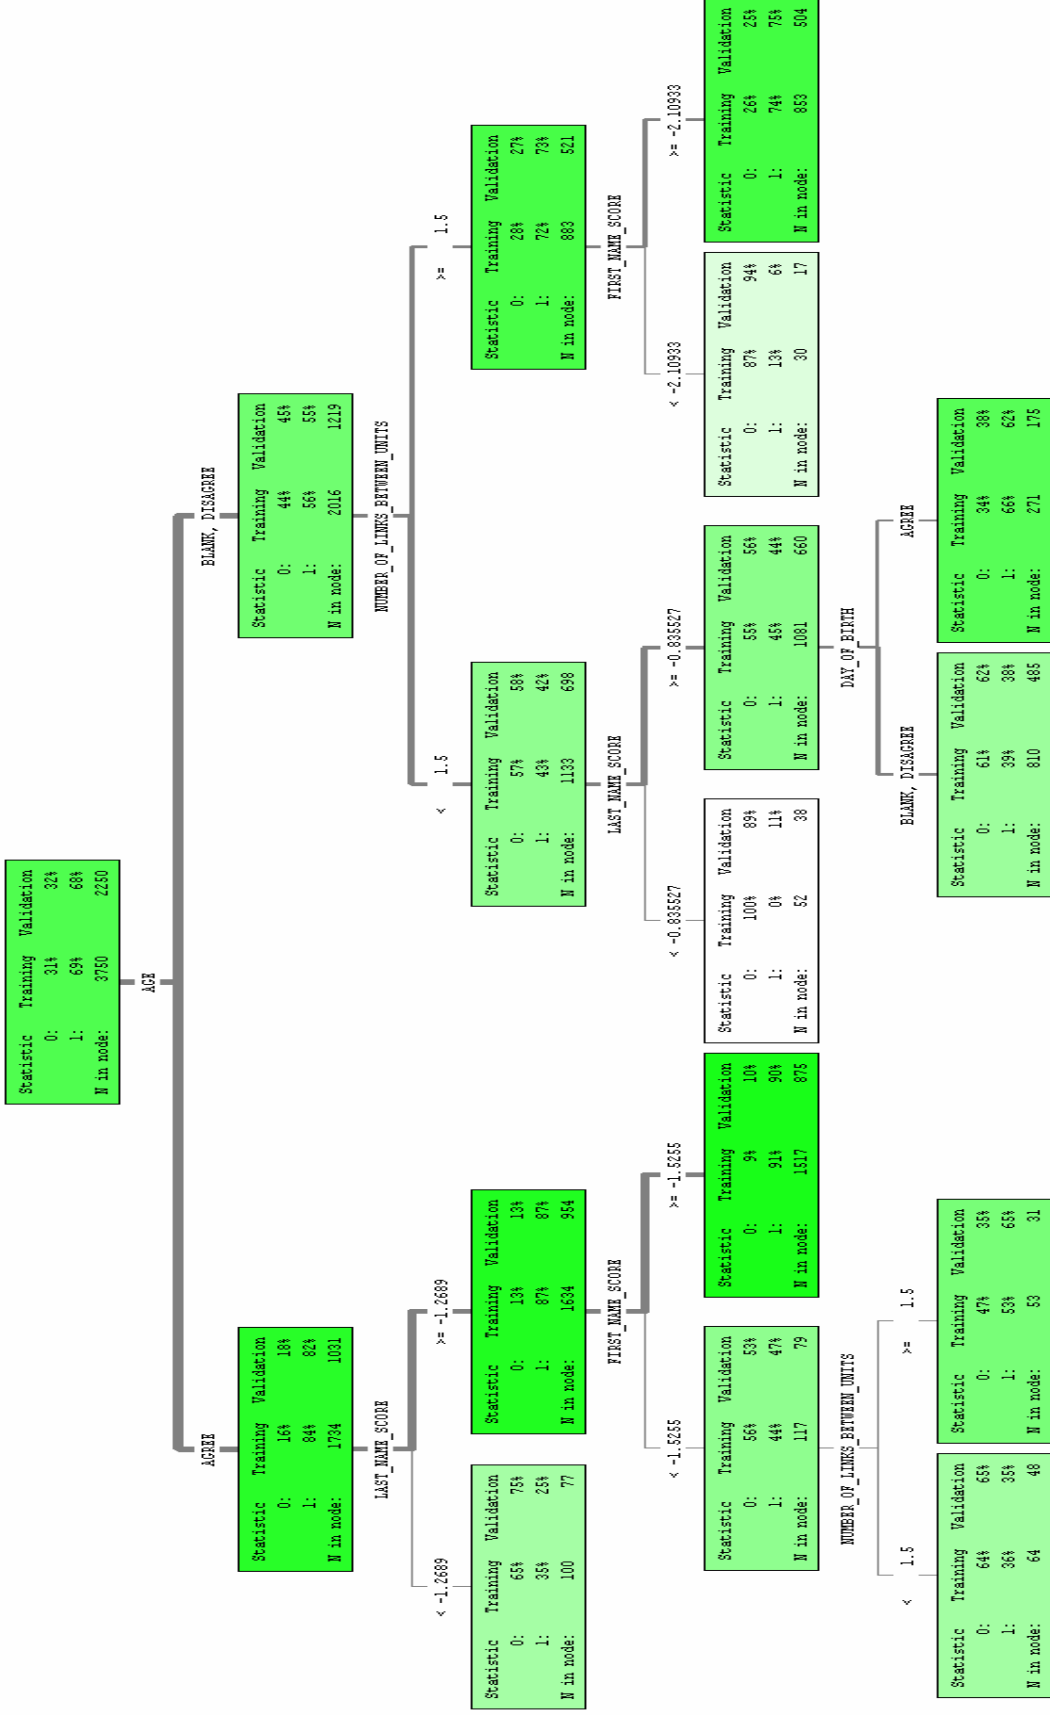 Statistic Training Validation
0: 31% 32%
1: 69% 68%
N in node: 3750 2250
AGE
AGREE
BLANK, DISAGREE
Statistic Training Validation
0: 16% 18%
1: 84% 82%
N in node: 1734 1031
Statistic Training Validation
0: 44% 45%
1: 56% 55%
N in node: 2016 1219
LAST_NAME_SCORE
NUMBER_OF_LINKS_BETWEEN_UNITS
< -1.2689
>= -1.2689
< 1.5
>= 1.5
Statistic Training Validation
0: 65% 75%
1: 35% 25%
N in node: 100 77
Statistic Training Validation
0: 13% 13%
1: 87% 87%
N in node: 1634 954
Statistic Training Validation
0: 57% 58%
1: 43% 42%
N in node: 1133 698
Statistic Training Validation
0: 28% 27%
1: 72% 73%
N in node: 883 521
FIRST_NAME_SCORE
LAST_NAME_SCORE
FIRST_NAME_SCORE
< -1.5255
>= -1.5255
< -0.835527
>= -0.835527
< -2.10933
>= -2.10933
Statistic Training Validation
0: 56% 53%
1: 44% 47%
N in node: 117 79
Statistic Training Validation
0: 9% 10%
1: 91% 90%
N in node: 1517 875
Statistic Training Validation
0: 100% 89%
1: 0% 11%
N in node: 52 38
Statistic Training Validation
0: 55% 56%
1: 45% 44%
N in node: 1081 660
Statistic Training Validation
0: 87% 94%
1: 13% 6%
N in node: 30 17
Statistic Training Validation
0: 26% 25%
1: 74% 75%
N in node: 853 504
NUMBER_OF_LINKS_BETWEEN_UNITS
DAY_OF_BIRTH
< 1.5
>= 1.5
BLANK, DISAGREE
AGREE
Statistic Training Validation
0: 64% 65%
1: 36% 35%
N in node: 64 48
Statistic Training Validation
0: 47% 35%
1: 53% 65%
N in node: 53 31
Statistic Training Validation
0: 61% 62%
1: 39% 38%
N in node: 810 485
Statistic Training Validation
0: 34% 38%
1: 66% 62%
N in node: 271 175